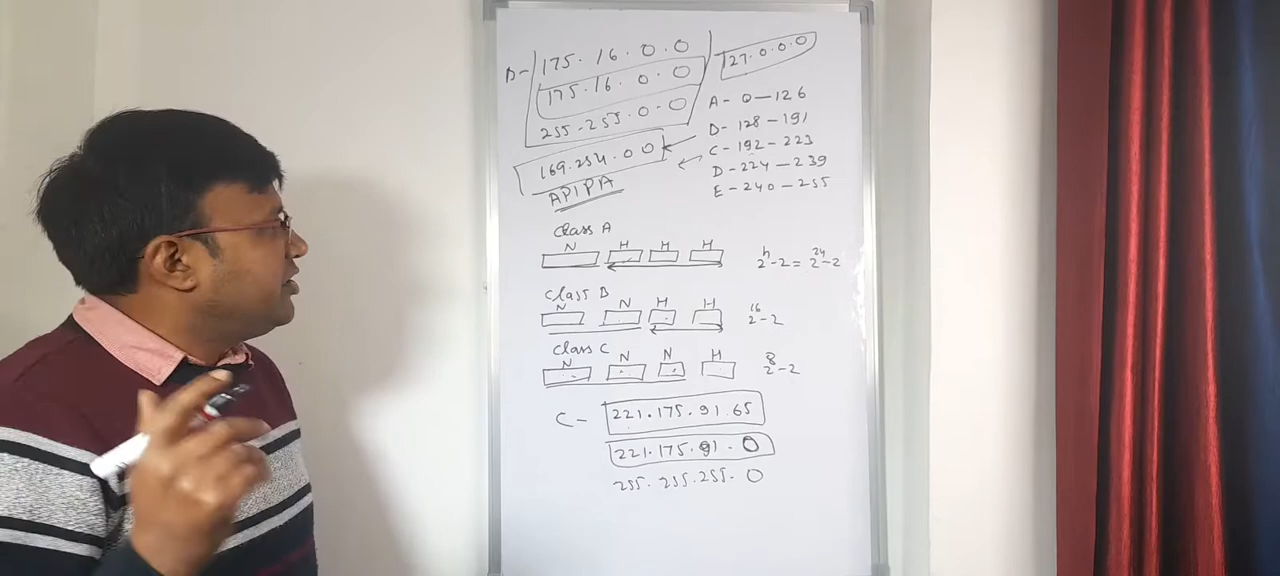 B- 175.16.0.0
175.16.0.0
255.255.0.0
169.254.0.0
APIPA
127.0.0.0
A- 0-126
B- 128-191
C- 192-223
D- 224-239
E- 240-255
Class A
N H H H
2^h-2 = 2^24-2
Class B
N N H H
2^16-2
Class C
N N N H
2^8-2
C- 221.175.91.65
221.175.91.0
255.255.255.0